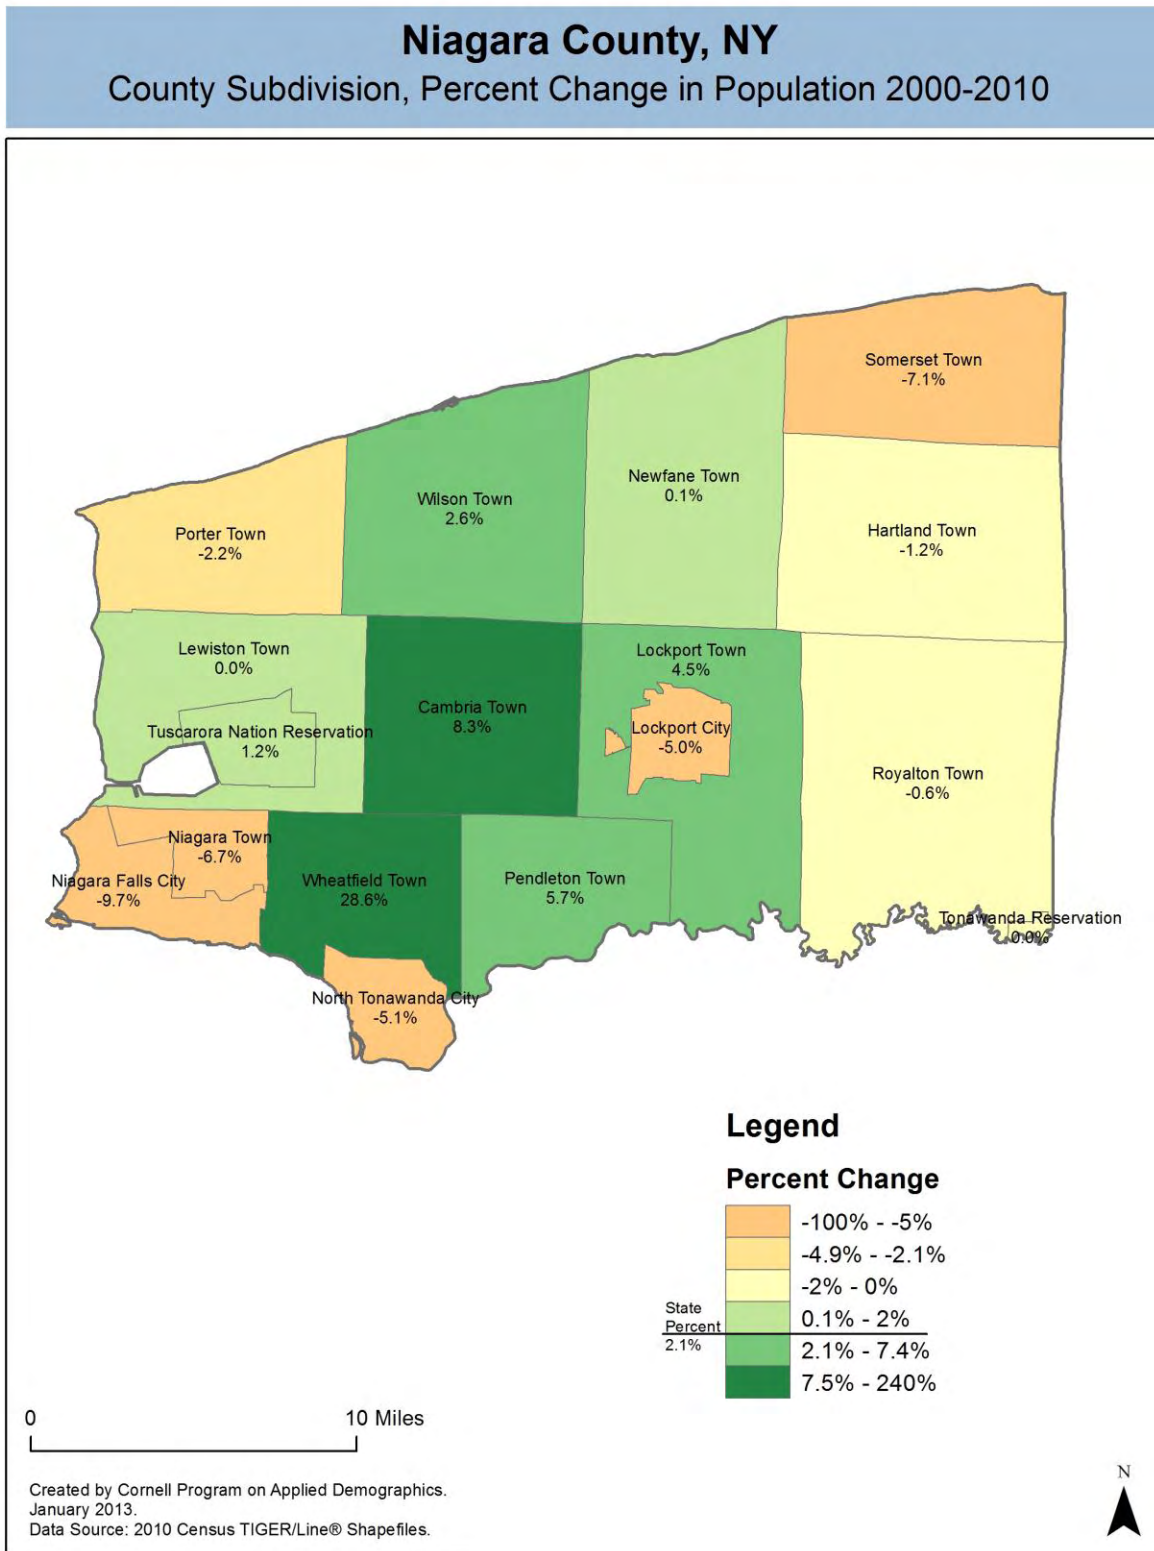 Niagara County, NY
County Subdivision, Percent Change in Population 2000-2010
Somerset Town
-7.1%
Newfane Town
0.1%
Wilson Town
2.6%
Hartland Town
-1.2%
Porter Town
-2.2%
Lewiston Town
0.0%
Lockport Town
4.5%
Cambria Town
8.3%
Tuscarora Nation Reservation
1.2%
Lockport City
-5.0%
Royalton Town
-0.6%
Niagara Town
-6.7%
Niagara Falls City
-9.7%
Wheatfield Town
28.6%
Pendleton Town
5.7%
Tonawanda Reservation
0.0%
North Tonawanda City
-5.1%
Legend
Percent Change
-100% - -5%
-4.9% - -2.1%
-2% - 0%
0.1% - 2%
State
Percent
2.1%
2.1% - 7.4%
7.5% - 240%
0 10 Miles
Created by Cornell Program on Applied Demographics.
January 2013.
Data Source: 2010 Census TIGER/Line® Shapefiles.
N